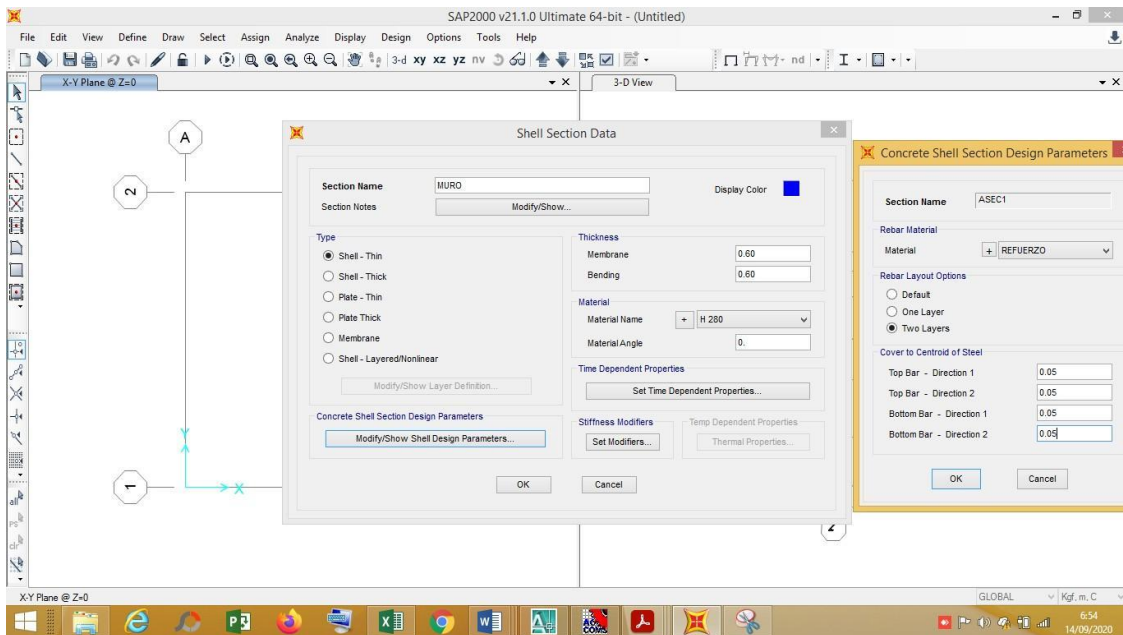 SAP2000 v21.1.0 Ultimate 64-bit - (Untitled)
File Edit View Define Draw Select Assign Analyze Display Design Options Tools Help
3-d xy xz yz nv
nd
X-Y Plane @ Z=0
3-D View
A
2
1
Y
X
Shell Section Data
Section Name MURO
Display Color
Section Notes Modify/Show...
Type
Shell - Thin
Shell - Thick
Plate - Thin
Plate Thick
Membrane
Shell - Layered/Nonlinear
Modify/Show Layer Definition...
Concrete Shell Section Design Parameters
Modify/Show Shell Design Parameters...
Thickness
Membrane 0.60
Bending 0.60
Material
Material Name + H 280
Material Angle 0.
Time Dependent Properties
Set Time Dependent Properties...
Stiffness Modifiers
Set Modifiers...
Temp Dependent Properties
Thermal Properties...
OK Cancel
Concrete Shell Section Design Parameters
Section Name ASEC1
Rebar Material
Material + REFUERZO
Rebar Layout Options
Default
One Layer
Two Layers
Cover to Centroid of Steel
Top Bar - Direction 1 0.05
Top Bar - Direction 2 0.05
Bottom Bar - Direction 1 0.05
Bottom Bar - Direction 2 0.05
OK Cancel
2
all
ps
clr
X-Y Plane @ Z=0
GLOBAL Kgf, m, C
6:54
14/09/2020